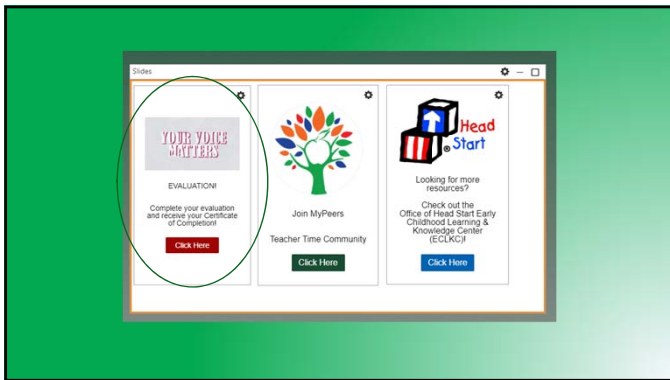 Slides
YOUR VOICE
MATTERS
EVALUATION!
Complete your evaluation
and receive your Certificate
of Completion!
Click Here
Join MyPeers
Teacher Time Community
Click Here
Head
Start
®
Looking for more
resources?
Check out the
Office of Head Start Early
Childhood Learning &
Knowledge Center
(ECLKC)!
Click Here